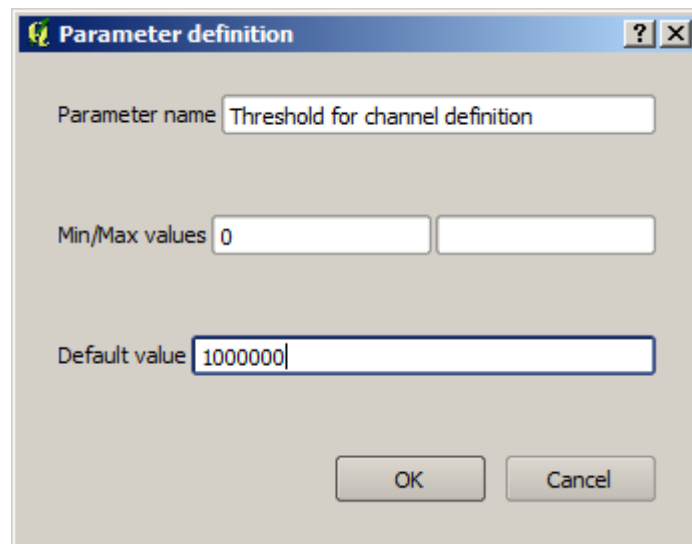 Parameter definition
Parameter name Threshold for channel definition
Min/Max values 0
Default value 1000000
OK Cancel